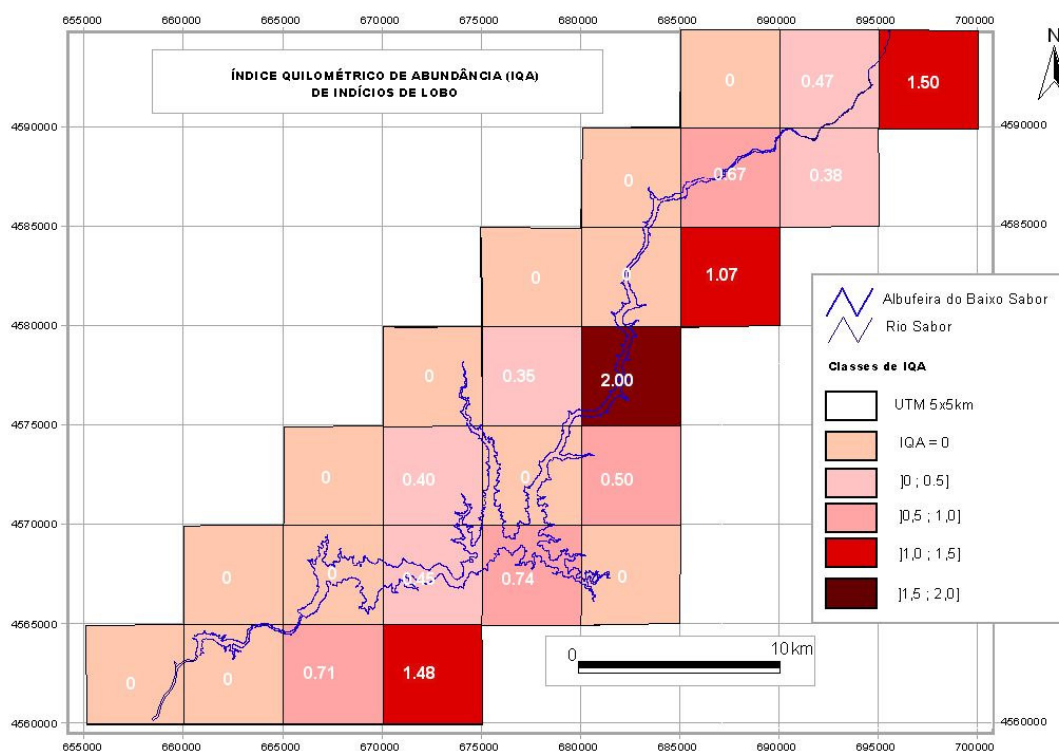 655000 660000 665000 670000 675000 680000 685000 690000 695000 700000
N
ÍNDICE QUILOMÉTRICO DE ABUNDÂNCIA (IQA)
DE INDÍCIOS DE LOBO
0 0.47 1.50
4590000 4590000
0 0.67 0.38
4585000 4585000
0 0 1.07
Albufeira do Baixo Sabor
Rio Sabor
4580000
Classes de IQA
0 0.35 2.00
UTM 5x5km
4575000
IQA = 0
0 0.40 0 0.50
]0 ; 0.5]
4570000
]0,5 ; 1,0]
]1,0 ; 1,5]
0 0 0.45 0.74 0
]1,5 ; 2,0]
4565000
0 10 km
0 0 0.71 1.48
4560000 4560000
655000 660000 665000 670000 675000 680000 685000 690000 695000 700000